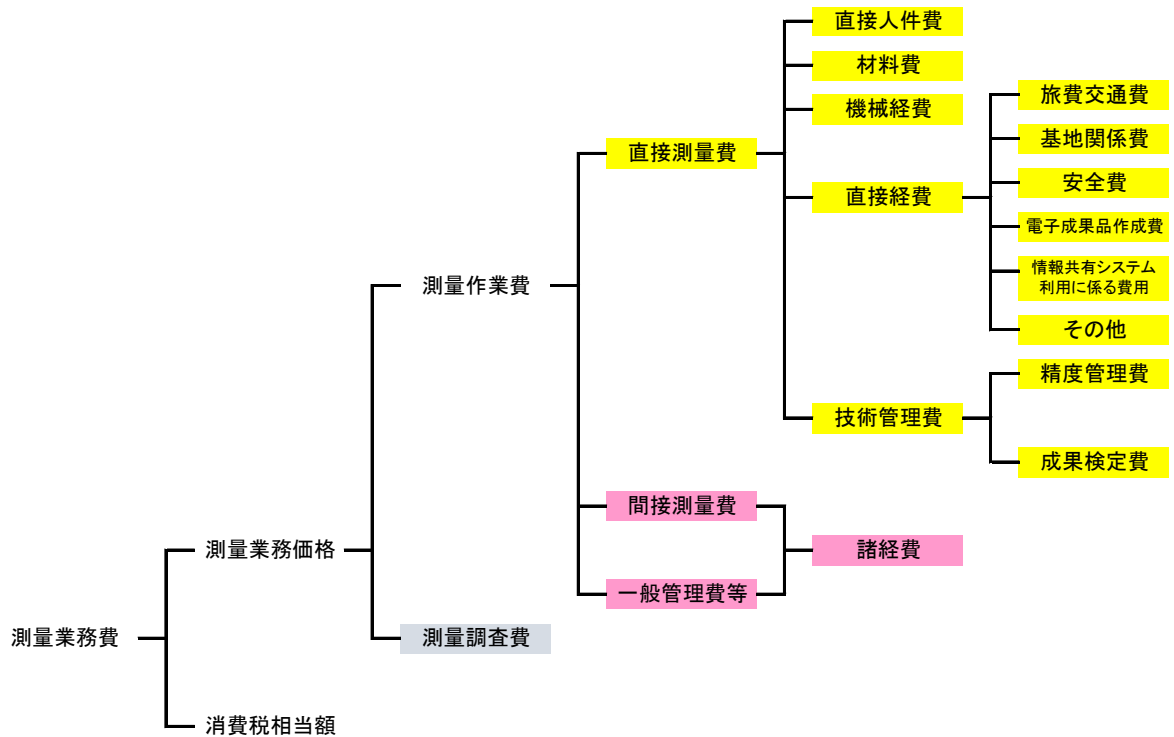 直接人件費
材料費
機械経費
旅費交通費
基地関係費
直接測量費
直接経費
安全費
電子成果品作成費
情報共有システム
利用に係る費用
測量作業費
その他
精度管理費
技術管理費
成果検定費
間接測量費
諸経費
一般管理費等
測量業務価格
測量業務費
測量調査費
消費税相当額